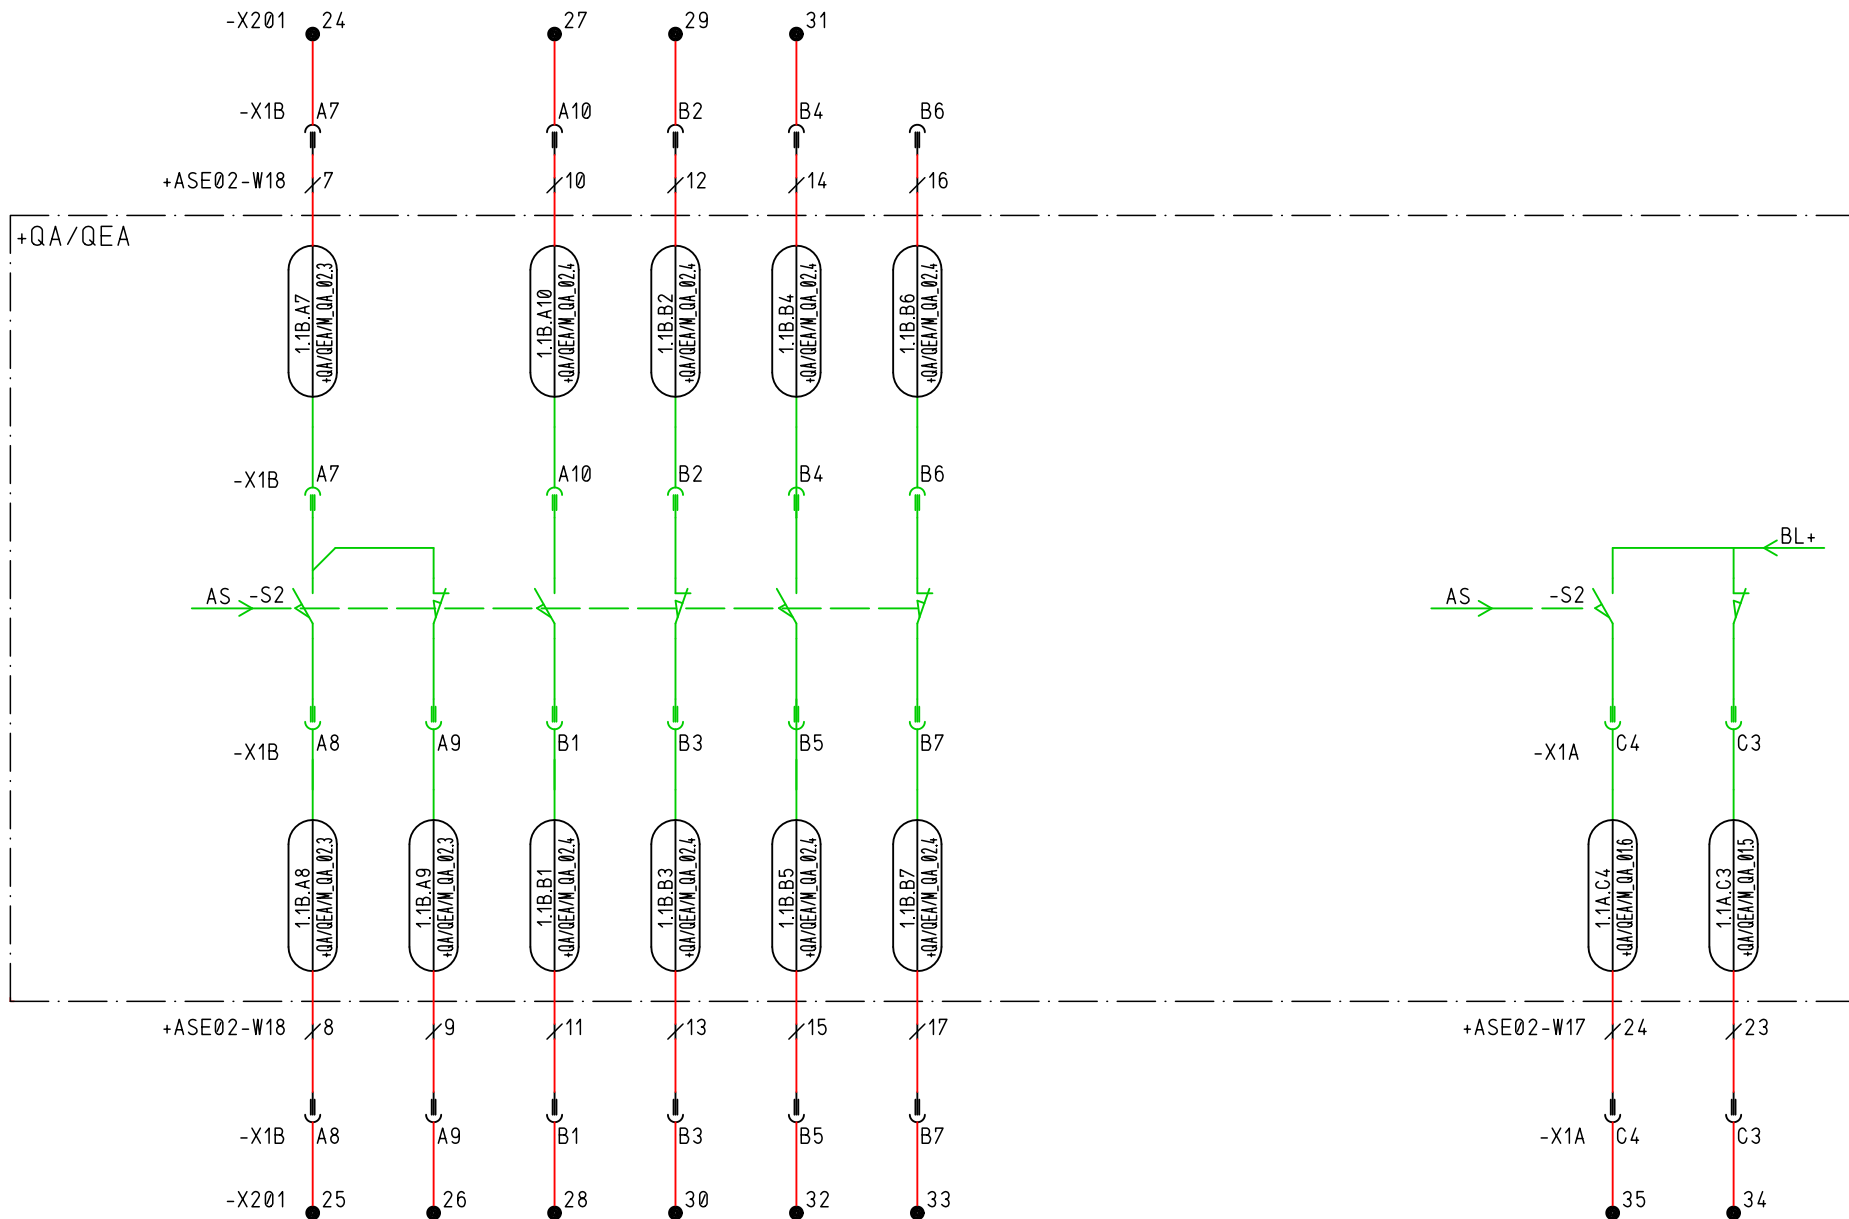 -X201 24 27 29 31
-X1B A7 A10 B2 B4 B6
+ASE02-W18 7 10 12 14 16
+QA/QEA
1.1B.A7 +QA/QEA/M_QA_02.3
1.1B.A10 +QA/QEA/M_QA_02.4
1.1B.B2 +QA/QEA/M_QA_02.4
1.1B.B4 +QA/QEA/M_QA_02.4
1.1B.B6 +QA/QEA/M_QA_02.4
-X1B A7 A10 B2 B4 B6
BL+
AS -S2 AS -S2
-X1B A8 A9 B1 B3 B5 B7 -X1A C4 C3
1.1B.A8 +QA/QEA/M_QA_02.3
1.1B.A9 +QA/QEA/M_QA_02.3
1.1B.B1 +QA/QEA/M_QA_02.4
1.1B.B3 +QA/QEA/M_QA_02.4
1.1B.B5 +QA/QEA/M_QA_02.4
1.1B.B7 +QA/QEA/M_QA_02.4
1.1A.C4 +QA/QEA/M_QA_01.6
1.1A.C3 +QA/QEA/M_QA_01.5
+ASE02-W18 8 9 11 13 15 17 +ASE02-W17 24 23
-X1B A8 A9 B1 B3 B5 B7 -X1A C4 C3
-X201 25 26 28 30 32 33 35 34